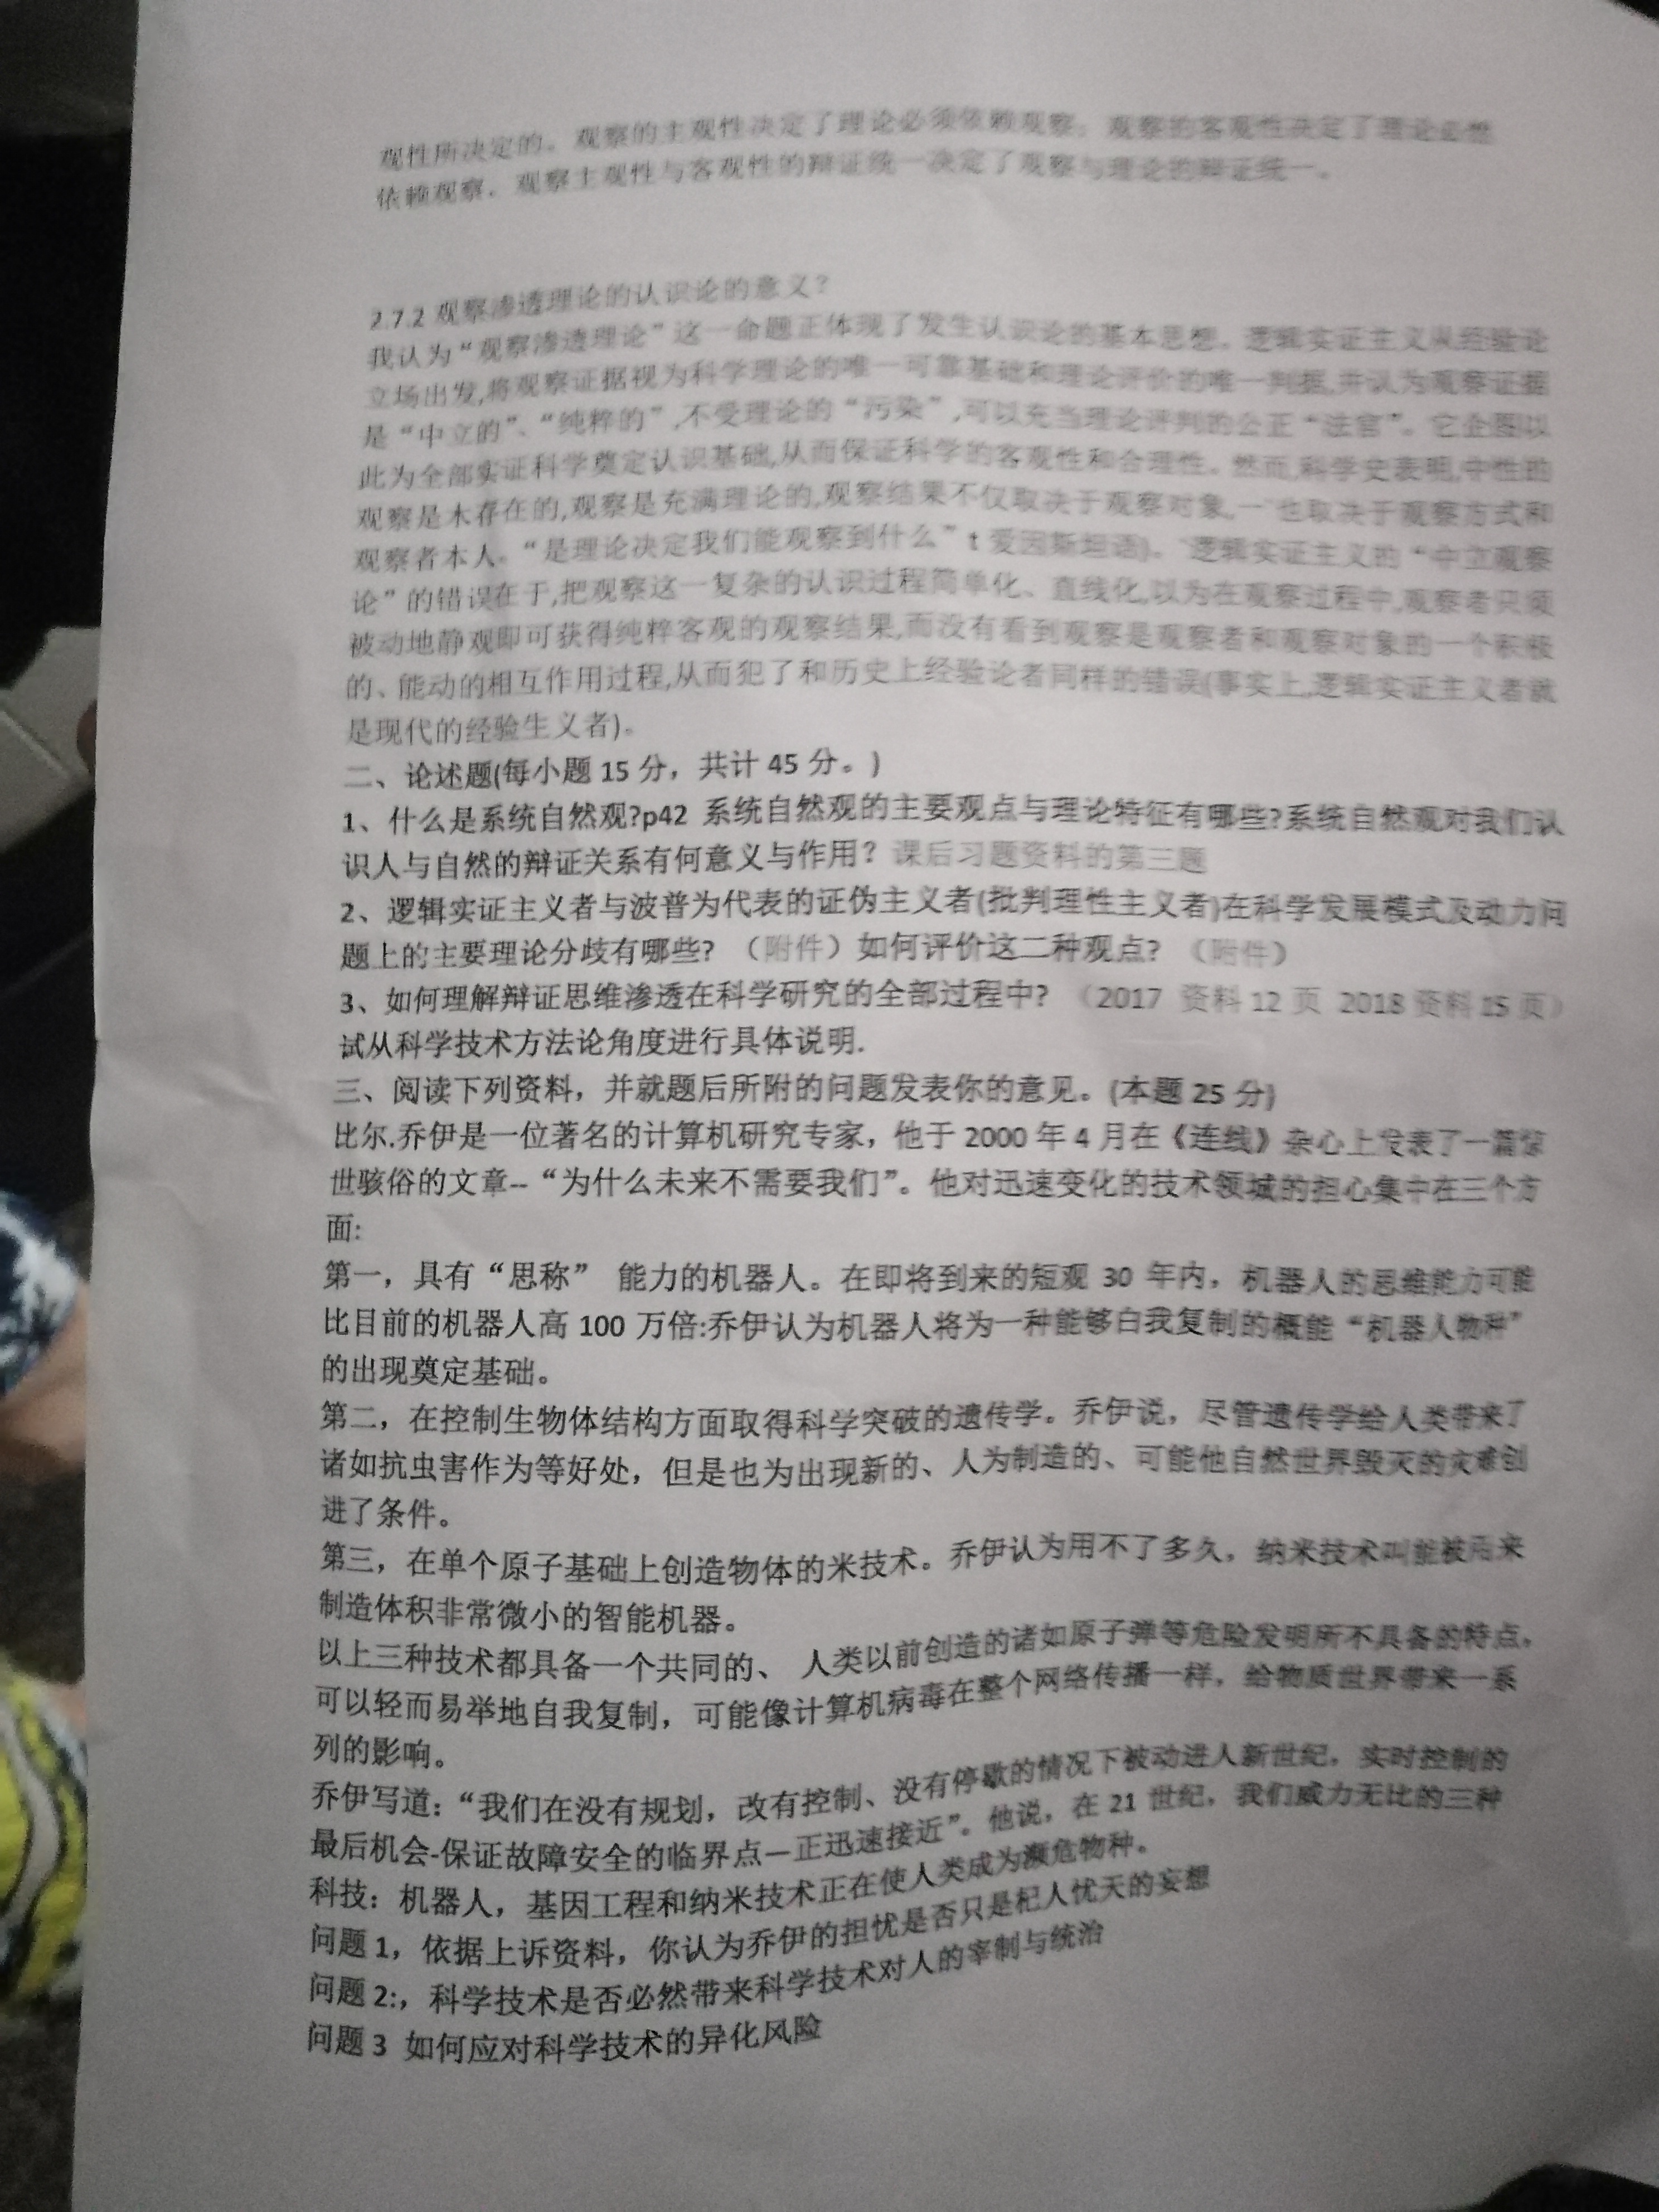 观性所决定的。观察的主观性决定了理论必须依赖观察；观察的客观性决定了理论必然
依赖观察。观察主观性与客观性的辩证统一决定了观察与理论的辩证统一。
2.7.2 观察渗透理论的认识论的意义?
我认为“观察渗透理论”这一命题正体现了发生认识论的基本思想。逻辑实证主义从经验论
立场出发,将观察证据视为科学理论的唯一可靠基础和理论评价的唯一判据,并认为观察证据
是“中立的”、“纯粹的”,不受理论的“污染”,可以充当理论评判的公正“法官”。它企图以
此为全部实证科学奠定认识基础,从而保证科学的客观性和合理性。然而,科学史表明,中性的
观察是木存在的,观察是充满理论的,观察结果不仅取决于观察对象,一也取决于观察方式和
观察者本人。“是理论决定我们能观察到什么”t 爱因斯坦语)。`逻辑实证主义的“中立观察
论”的错误在于,把观察这一复杂的认识过程简单化、直线化,以为在观察过程中,观察者只须
被动地静观即可获得纯粹客观的观察结果,而没有看到观察是观察者和观察对象的一个积极
的、能动的相互作用过程,从而犯了和历史上经验论者同样的错误(事实上,逻辑实证主义者就
是现代的经验生义者)。
二、论述题(每小题 15 分，共计 45 分。)
1、什么是系统自然观?p42 系统自然观的主要观点与理论特征有哪些?系统自然观对我们认
识人与自然的辩证关系有何意义与作用? 课后习题资料的第三题
2、逻辑实证主义者与波普为代表的证伪主义者(批判理性主义者)在科学发展模式及动力问
题上的主要理论分歧有哪些? （附件）如何评价这二种观点? （附件）
3、如何理解辩证思维渗透在科学研究的全部过程中? （2017 资料 12 页 2018 资料 15 页）
试从科学技术方法论角度进行具体说明.
三、阅读下列资料，并就题后所附的问题发表你的意见。(本题 25 分)
比尔.乔伊是一位著名的计算机研究专家，他于 2000 年 4 月在《连线》杂心上发表了一篇惊
世骇俗的文章--“为什么未来不需要我们”。他对迅速变化的技术领城的担心集中在三个方
面:
第一，具有“思称” 能力的机器人。在即将到来的短观 30 年内，机器人的思维能力可能
比目前的机器人高 100 万倍:乔伊认为机器人将为一种能够白我复制的概能“机器人物种”
的出现奠定基础。
第二，在控制生物体结构方面取得科学突破的遗传学。乔伊说，尽管遗传学给人类带来了
诸如抗虫害作为等好处，但是也为出现新的、人为制造的、可能他自然世界毁灭的灾难创
进了条件。
第三，在单个原子基础上创造物体的米技术。乔伊认为用不了多久，纳米技术叫能被用来
制造体积非常微小的智能机器。
以上三种技术都具备一个共同的、 人类以前创造的诸如原子弹等危险发明所不具备的特点，
可以轻而易举地自我复制，可能像计算机病毒在整个网络传播一样，给物质世界带来一系
列的影响。
乔伊写道：“我们在没有规划，改有控制、没有停歇的情况下被动进人新世纪，实时控制的
最后机会-保证故障安全的临界点—正迅速接近”。他说，在 21 世纪，我们威力无比的三种
科技：机器人，基因工程和纳米技术正在使人类成为濒危物种。
问题 1，依据上诉资料，你认为乔伊的担忧是否只是杞人忧天的妄想
问题 2:，科学技术是否必然带来科学技术对人的宰制与统治
问题 3 如何应对科学技术的异化风险